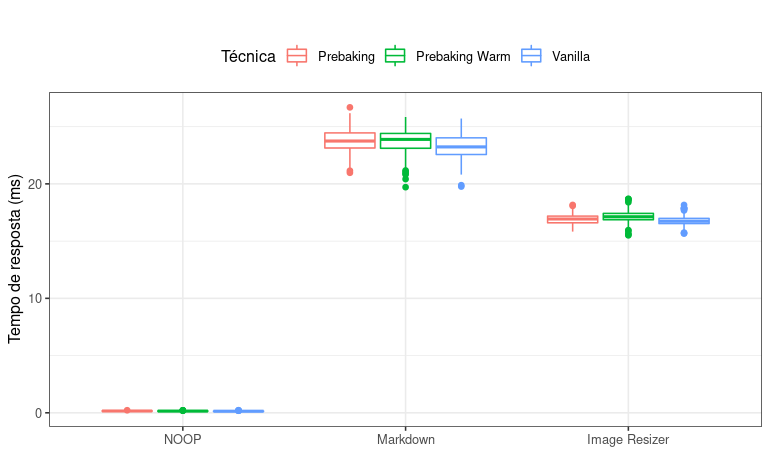 Técnica Prebaking Prebaking Warm Vanilla
Tempo de resposta (ms)
20
10
0
NOOP Markdown Image Resizer